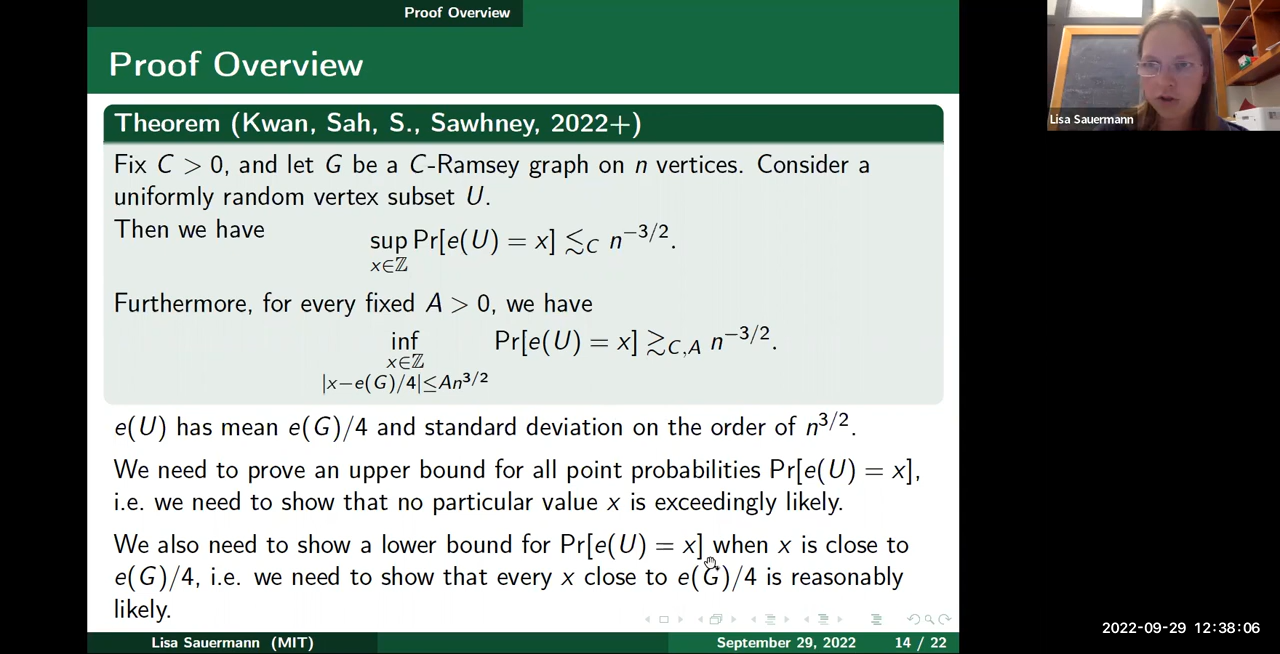 Proof Overview
Proof Overview
Theorem (Kwan, Sah, S., Sawhney, 2022+)
Fix C > 0, and let G be a C-Ramsey graph on n vertices. Consider a
uniformly random vertex subset U.
Then we have
sup Pr[e(U) = x] ≲_C n^{−3/2}.
x∈ℤ
Furthermore, for every fixed A > 0, we have
inf Pr[e(U) = x] ≳_{C,A} n^{−3/2}.
x∈ℤ
|x−e(G)/4|≤An^{3/2}
e(U) has mean e(G)/4 and standard deviation on the order of n^{3/2}.
We need to prove an upper bound for all point probabilities Pr[e(U) = x],
i.e. we need to show that no particular value x is exceedingly likely.
We also need to show a lower bound for Pr[e(U) = x] when x is close to
e(G)/4, i.e. we need to show that every x close to e(G)/4 is reasonably
likely.
Lisa Sauermann (MIT) September 29, 2022 14 / 22
Lisa Sauermann
2022-09-29 12:38:06